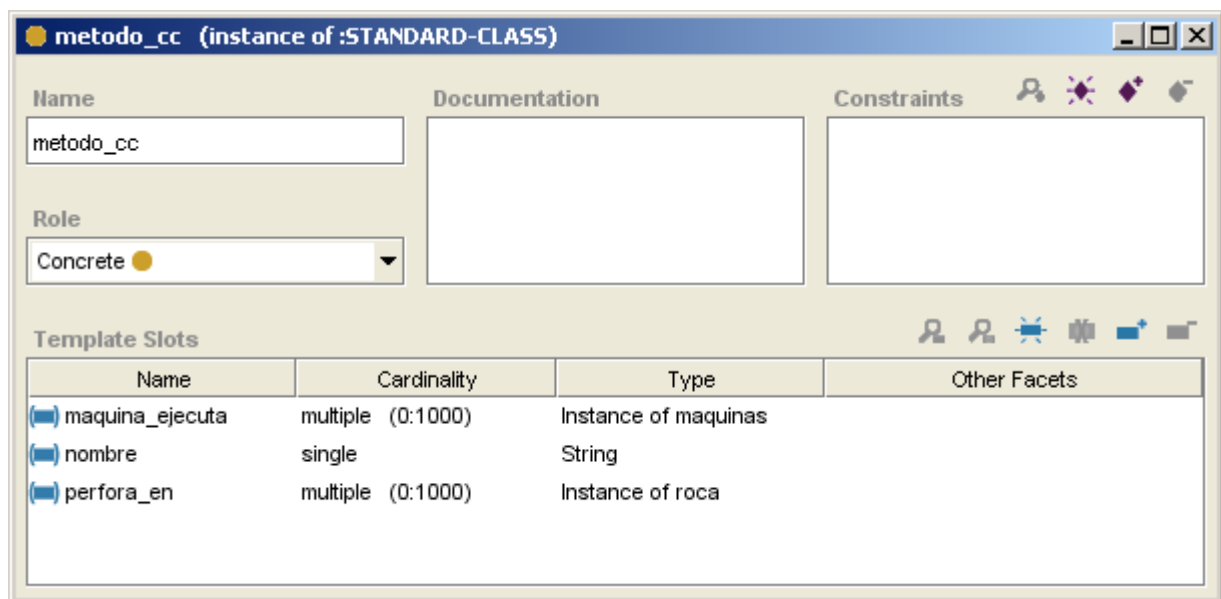 metodo_cc (instance of :STANDARD-CLASS)
Name
Documentation
Constraints
metodo_cc
Role
Concrete
Template Slots
Name Cardinality Type Other Facets
maquina_ejecuta multiple (0:1000) Instance of maquinas
nombre single String
perfora_en multiple (0:1000) Instance of roca